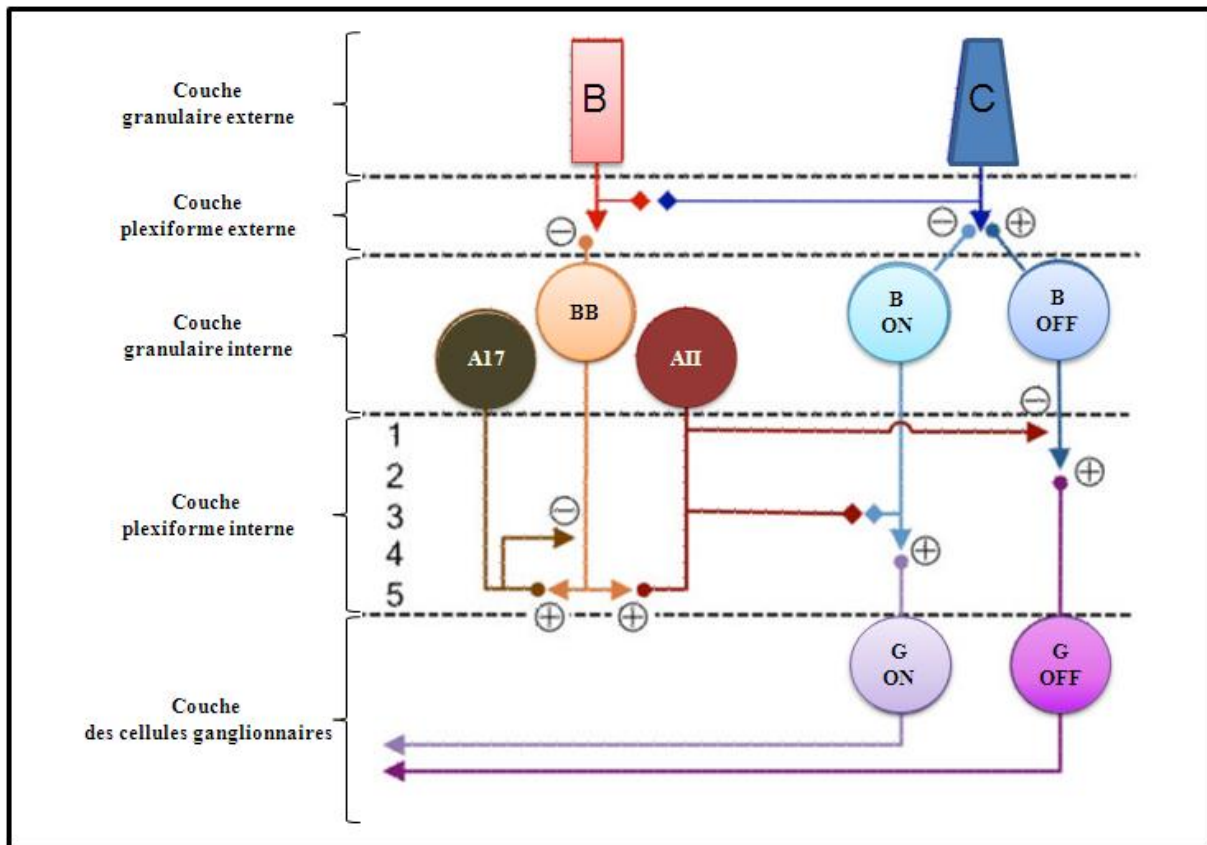 Couche
granulaire externe
B
C
Couche
plexiforme externe
−
−
+
Couche
granulaire interne
A17
BB
AII
B
ON
B
OFF
−
Couche
plexiforme interne
1
2
3
4
5
−
+
+
+
+
Couche
des cellules ganglionnaires
G
ON
G
OFF